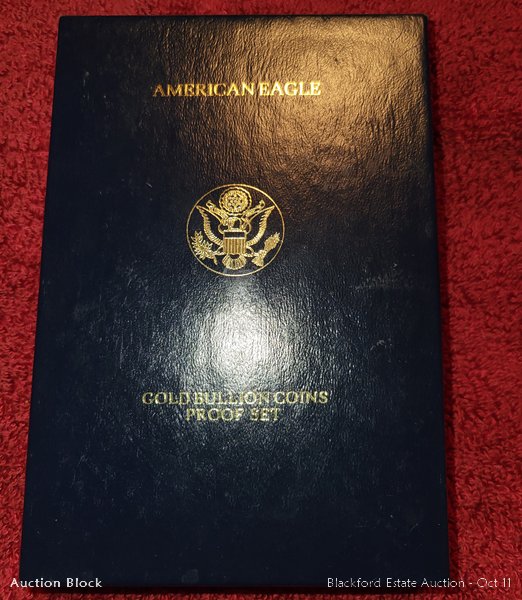 AMERICAN EAGLE
GOLD BULLION COINS
PROOF SET
Auction Block
Blackford Estate Auction - Oct 11